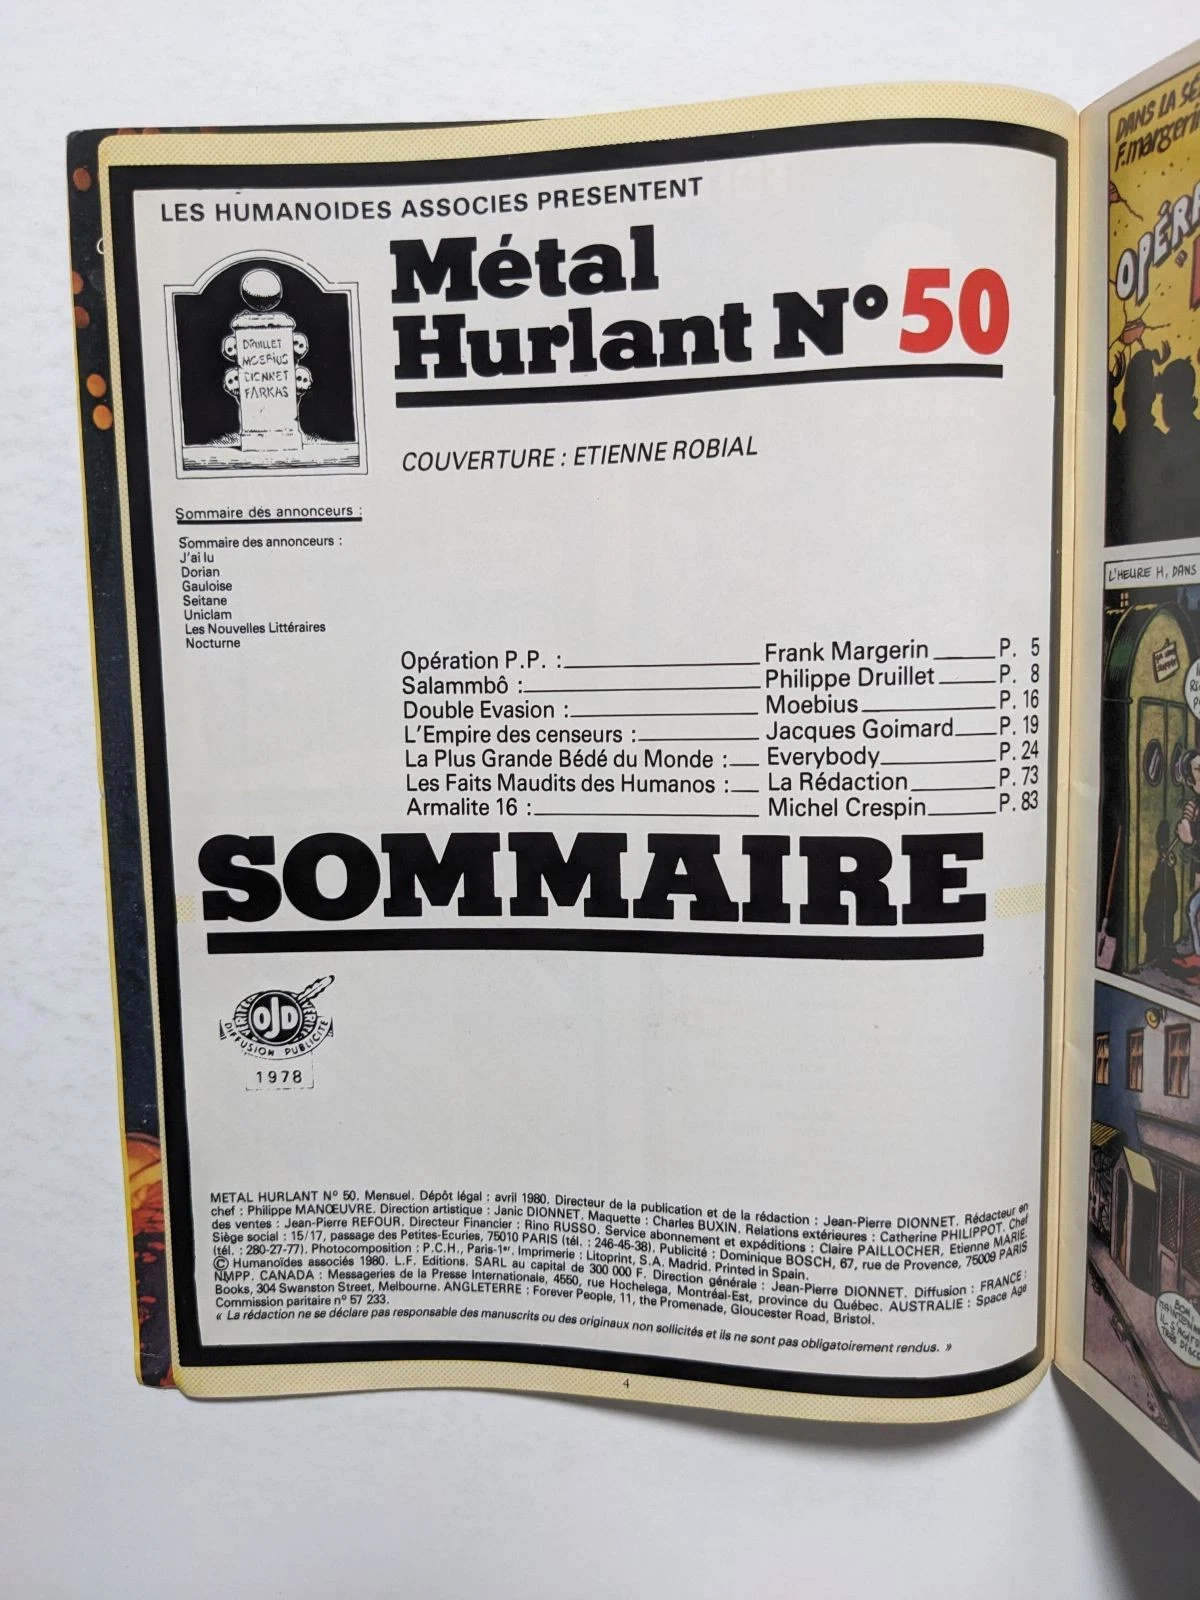 LES HUMANOIDES ASSOCIES PRESENTENT
Métal
Hurlant Nº 50
DRUILLET
MOEBIUS
DIONNET
FARKAS
COUVERTURE : ETIENNE ROBIAL
Sommaire des annonceurs :
Sommaire des annonceurs :
J'ai lu
Dorian
Gauloise
Seitane
Uniclam
Les Nouvelles Littéraires
Nocturne
Opération P.P. : Frank Margerin P. 5
Salammbô : Philippe Druillet P. 8
Double Evasion : Moebius P. 16
L'Empire des censeurs : Jacques Goimard P. 19
La Plus Grande Bédé du Monde : Everybody P. 24
Les Faits Maudits des Humanos : La Rédaction P. 73
Armalite 16 : Michel Crespin P. 83
SOMMAIRE
OJD
DIFFUSION PUBLICITÉ
1978
METAL HURLANT Nº 50. Mensuel. Dépôt légal : avril 1980. Directeur de la publication et de la rédaction : Jean-Pierre DIONNET. Rédacteur en
chef : Philippe MANŒUVRE. Direction artistique : Janic DIONNET. Maquette : Charles BUXIN. Relations extérieures : Catherine PHILIPPOT. Chef
des ventes : Jean-Pierre REFOUR. Directeur Financier : Rino RUSSO. Service abonnement et expéditions : Claire PAILLOCHER, Etienne MARIE.
Siège social : 15/17, passage des Petites-Ecuries, 75010 PARIS (tél. : 246-45-38). Publicité : Dominique BOSCH, 67, rue de Provence, 75009 PARIS
(tél. : 280-27-77). Photocomposition : P.C.H., Paris-1er. Imprimerie : Litoprint, S.A. Madrid. Printed in Spain.
© Humanoïdes associés 1980. L.F. Editions. SARL au capital de 300 000 F. Direction générale : Jean-Pierre DIONNET. Diffusion : FRANCE :
NMPP. CANADA : Messageries de la Presse Internationale, 4550, rue Hochelega, Montréal-Est, province du Québec. AUSTRALIE : Space Age
Books, 304 Swanston Street, Melbourne. ANGLETERRE : Forever People, 11, the Promenade, Gloucester Road, Bristol.
Commission paritaire nº 57 233.
« La rédaction ne se déclare pas responsable des manuscrits ou des originaux non sollicités et ils ne sont pas obligatoirement rendus. »
4
DANS LA
F. margerin
OPÉRA
L'HEURE H, DANS
BON,